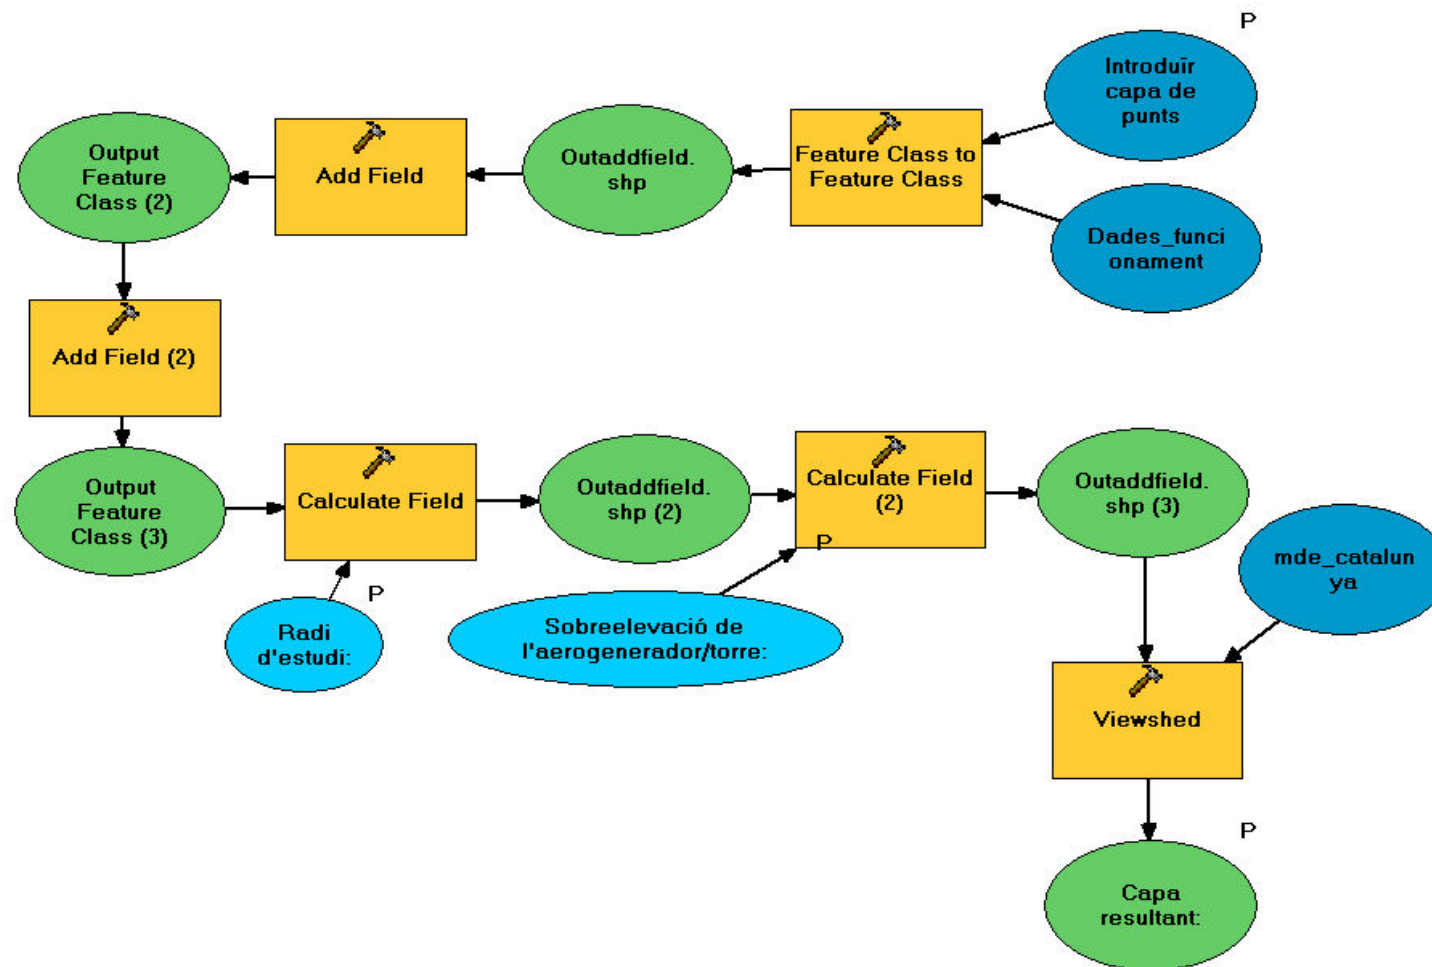 P
Introduïr
capa de
punts
Feature Class to
Feature Class
Dades_funci
onament
Outaddfield.
shp
Add Field
Output
Feature
Class (2)
Add Field (2)
Output
Feature
Class (3)
Calculate Field
P
Radi
d'estudi:
Outaddfield.
shp (2)
Calculate Field
(2)
P
Sobreelevació de
l'aerogenerador/torre:
Outaddfield.
shp (3)
mde_catalun
ya
Viewshed
P
Capa
resultant: